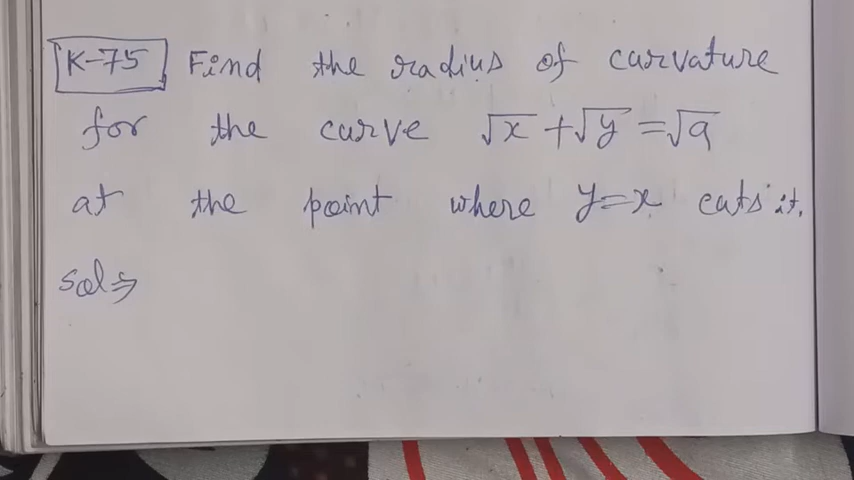 K-75 Find the radius of curvature
for the curve √x + √y = √a
at the point where y=x cuts it.
Sol⇒